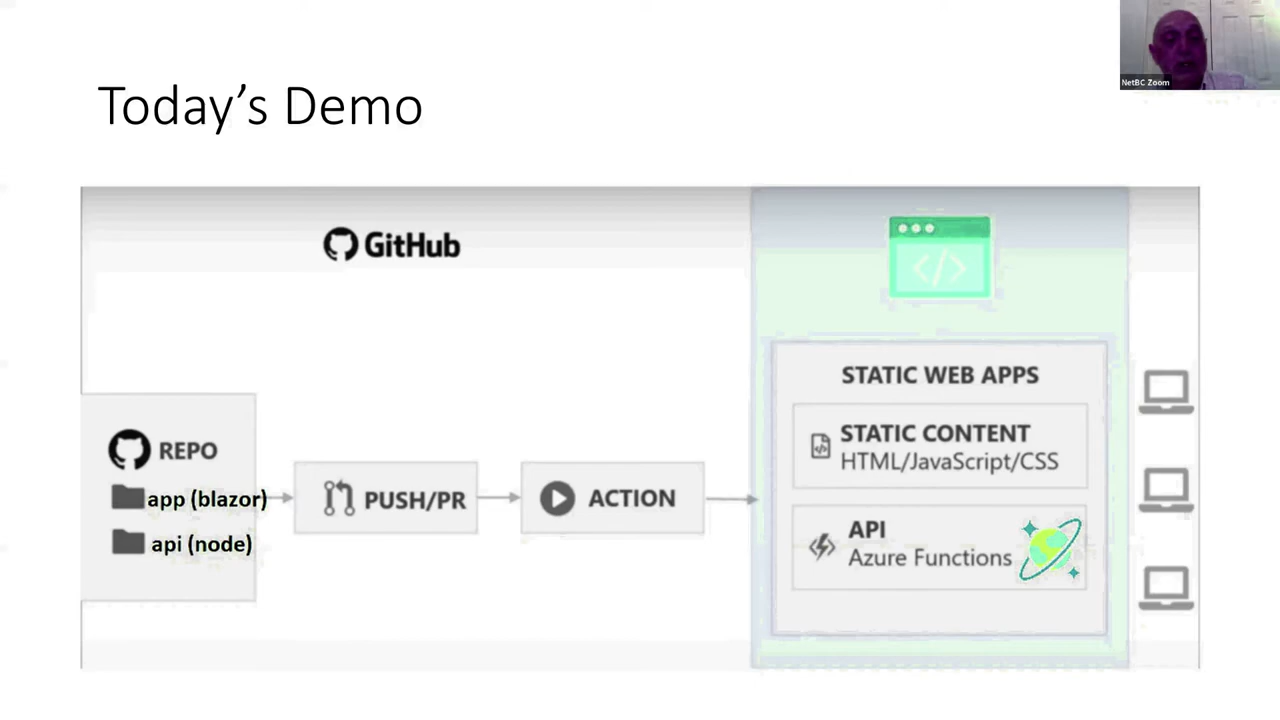 NetBC Zoom
Today's Demo
GitHub
REPO
app (blazor)
api (node)
PUSH/PR
ACTION
STATIC WEB APPS
STATIC CONTENT
HTML/JavaScript/CSS
API
Azure Functions